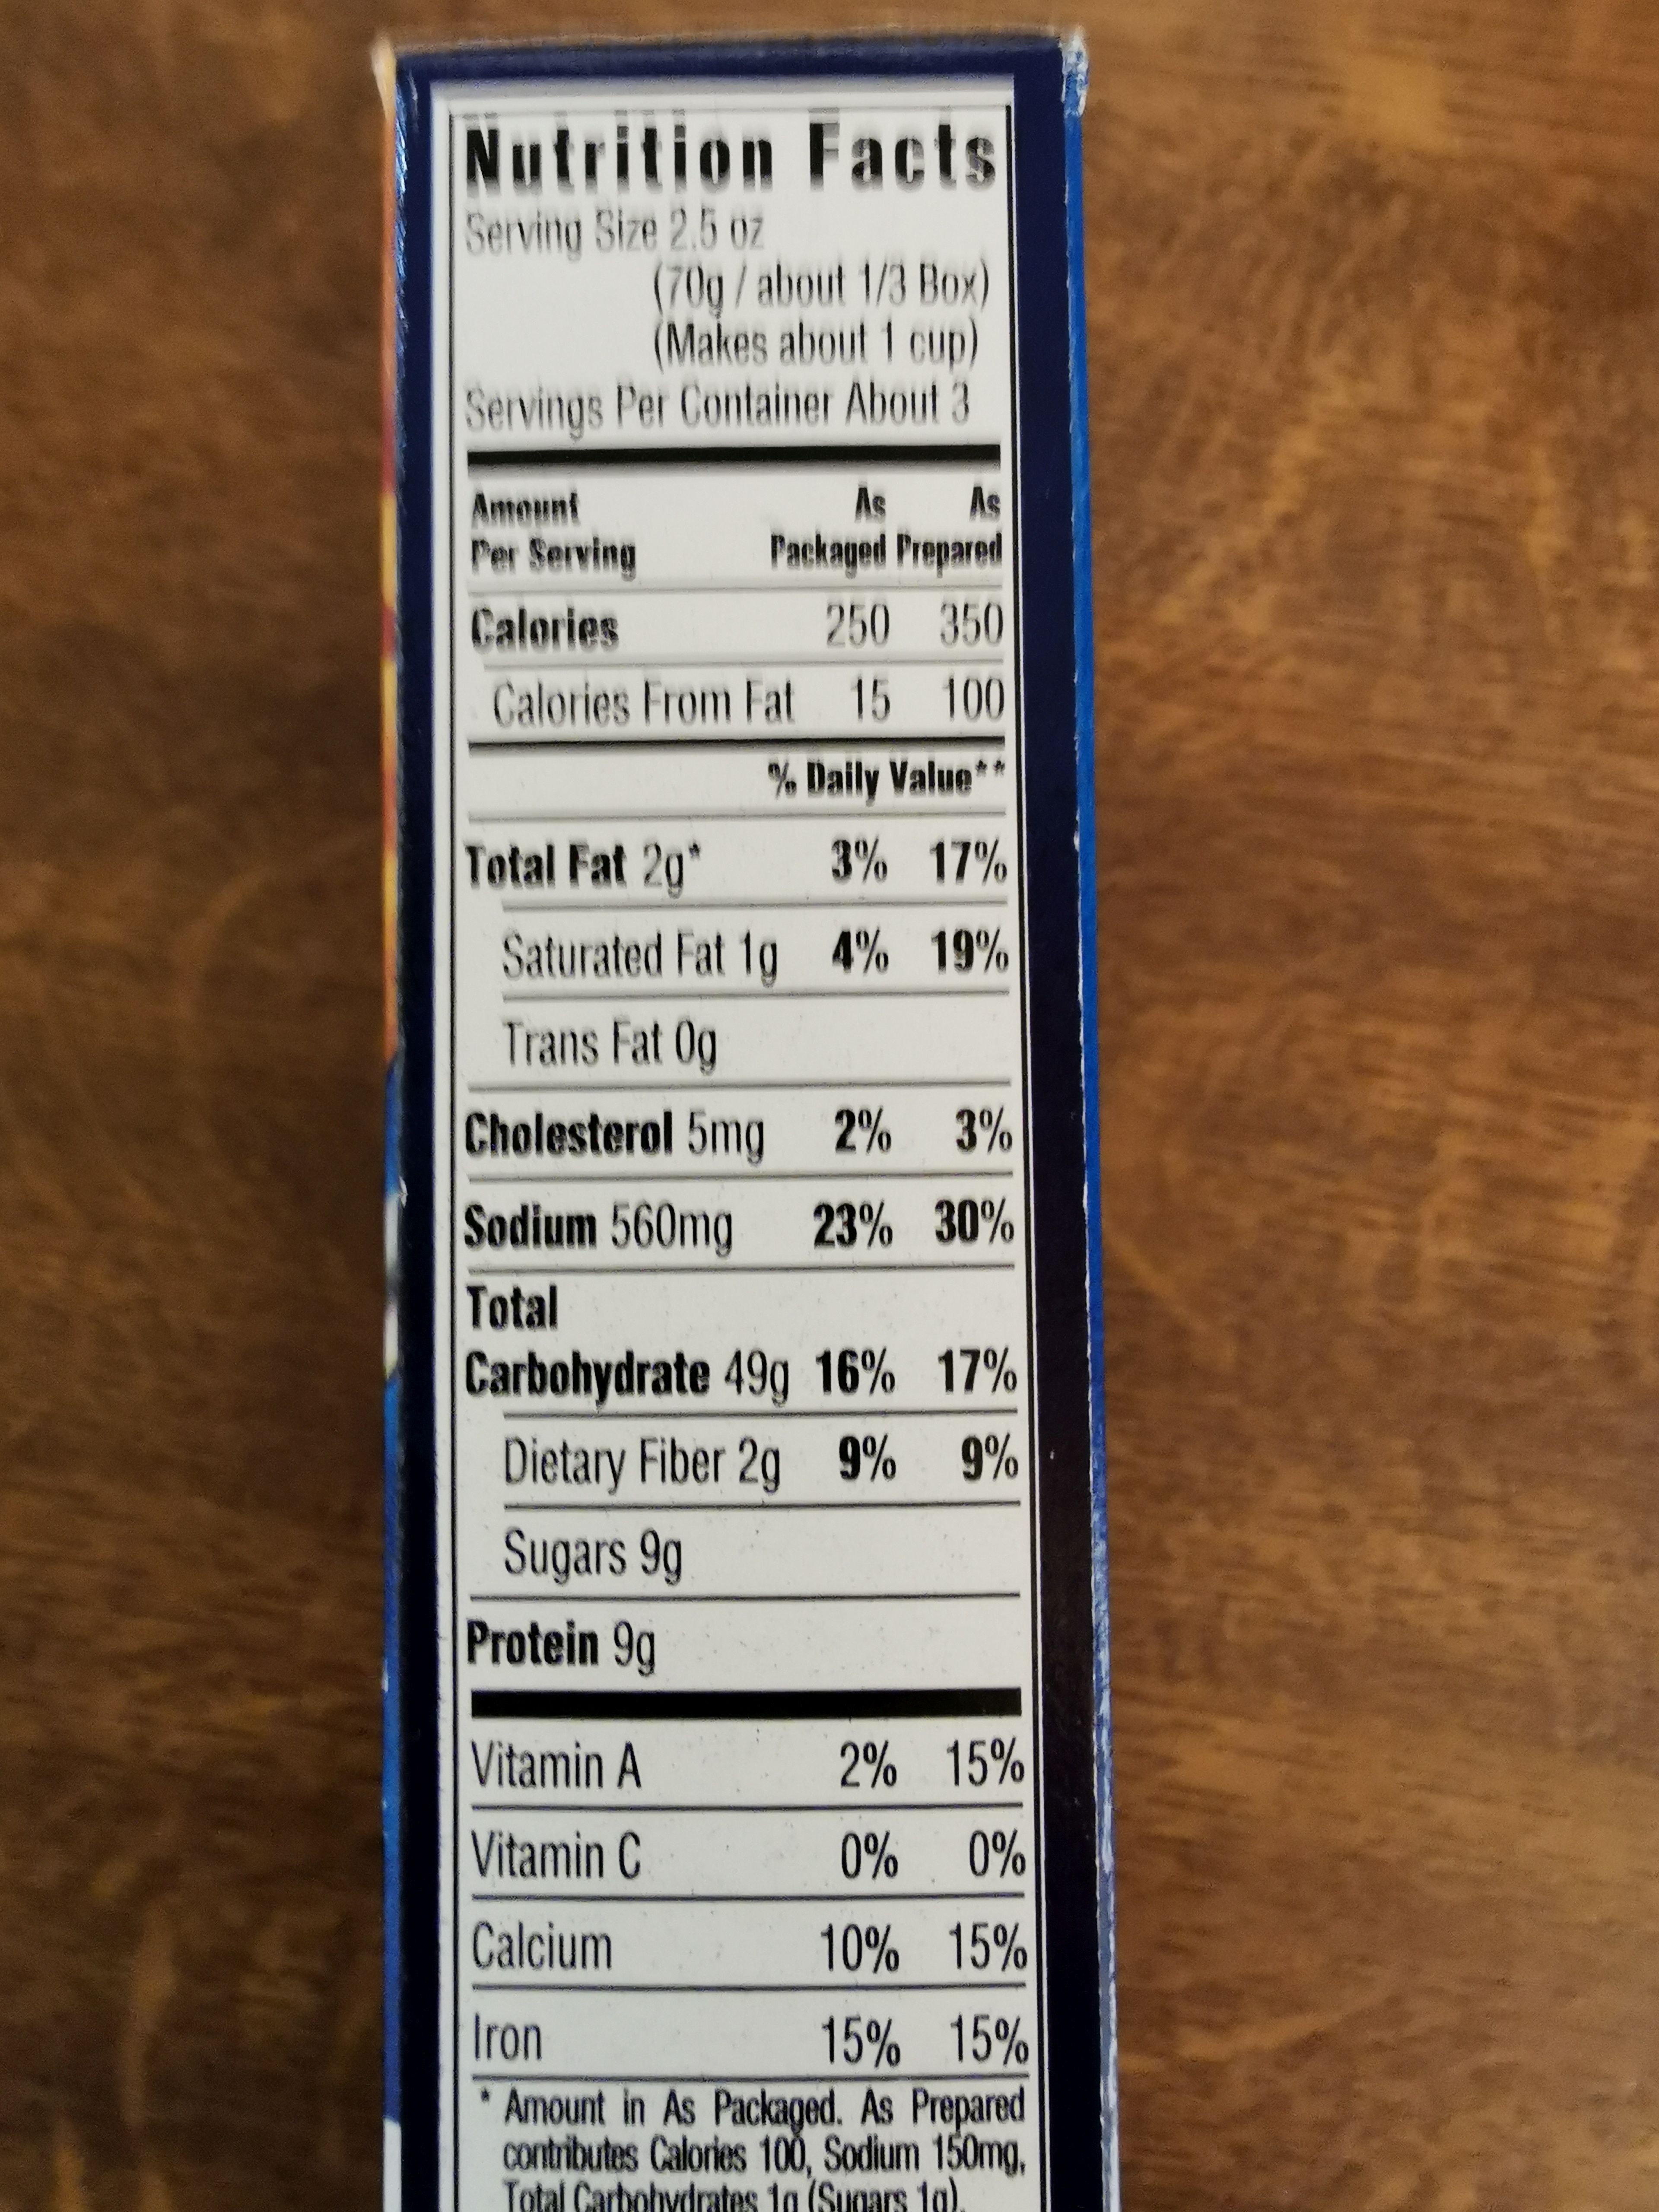 Nutrition Facts
Serving Size 2.5 oz
(70g / about 1/3 Box)
(Makes about 1 cup)
Servings Per Container About 3
Amount As As
Per Serving Packaged Prepared
Calories 250 350
Calories From Fat 15 100
% Daily Value**
Total Fat 2g* 3% 17%
Saturated Fat 1g 4% 19%
Trans Fat 0g
Cholesterol 5mg 2% 3%
Sodium 560mg 23% 30%
Total
Carbohydrate 49g 16% 17%
Dietary Fiber 2g 9% 9%
Sugars 9g
Protein 9g
Vitamin A 2% 15%
Vitamin C 0% 0%
Calcium 10% 15%
Iron 15% 15%
* Amount in As Packaged. As Prepared
contributes Calories 100, Sodium 150mg,
Total Carbohydrates 1g (Sugars 1g).